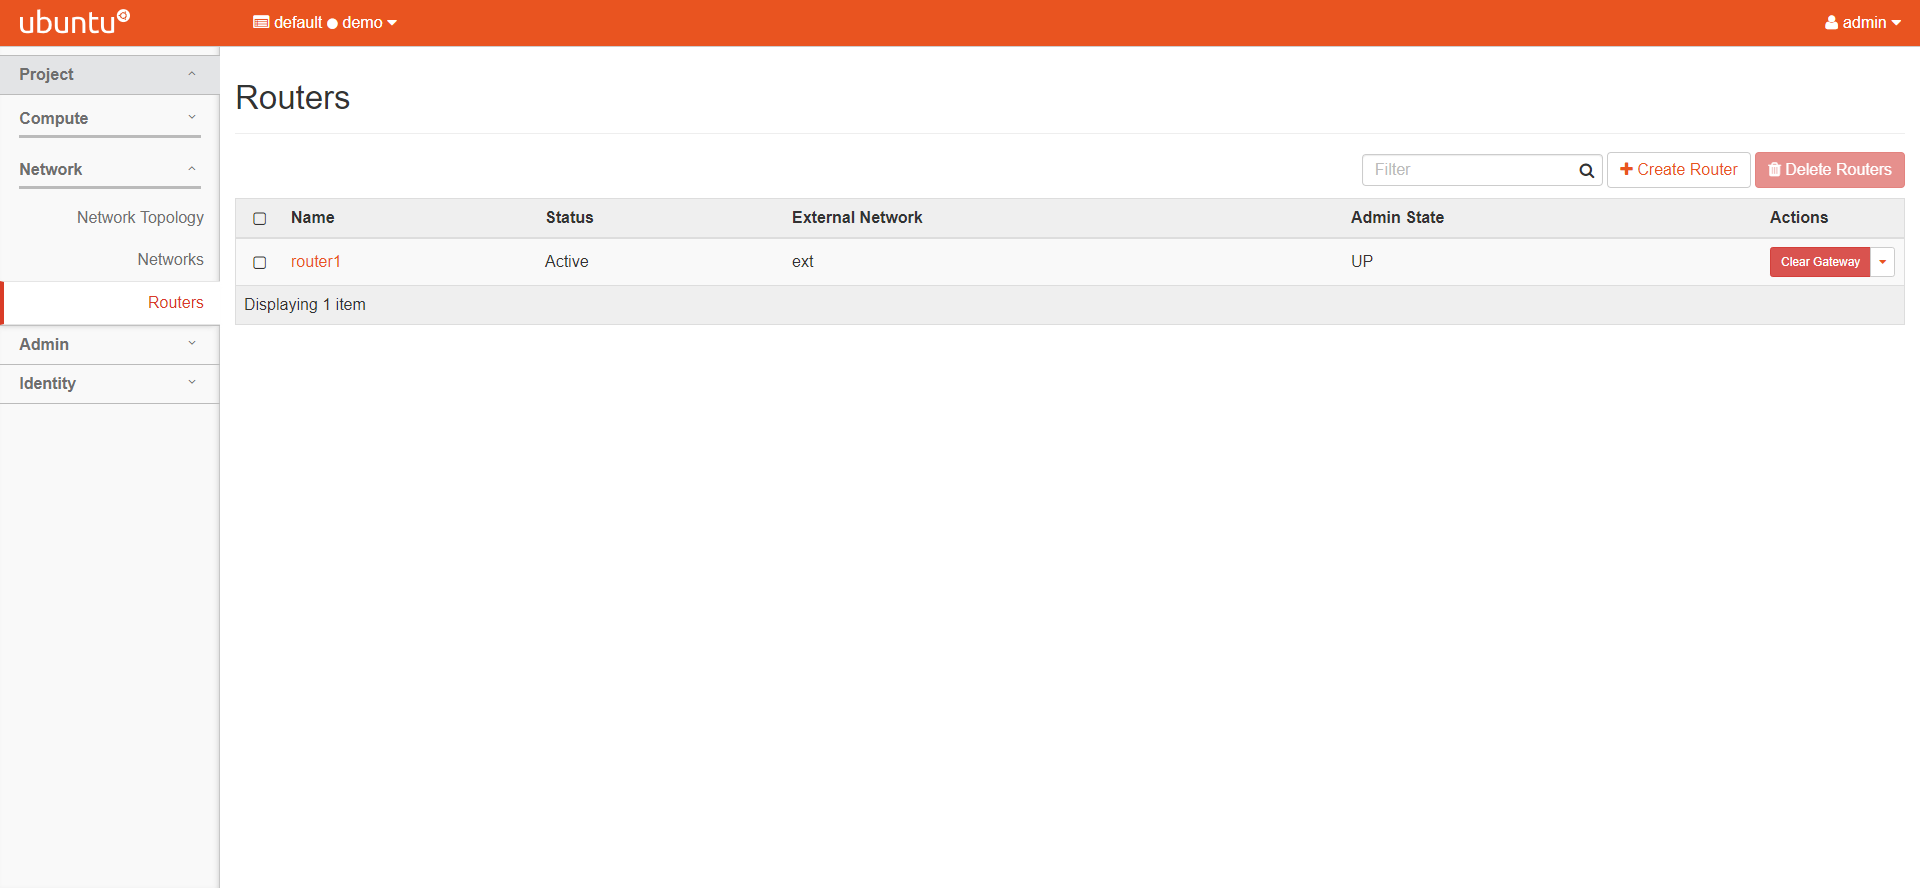 ubuntu
default demo
admin
Project
Compute
Network
Network Topology
Networks
Routers
Admin
Identity
Routers
Filter
Create Router
Delete Routers
Name Status External Network Admin State Actions
router1 Active ext UP Clear Gateway
Displaying 1 item